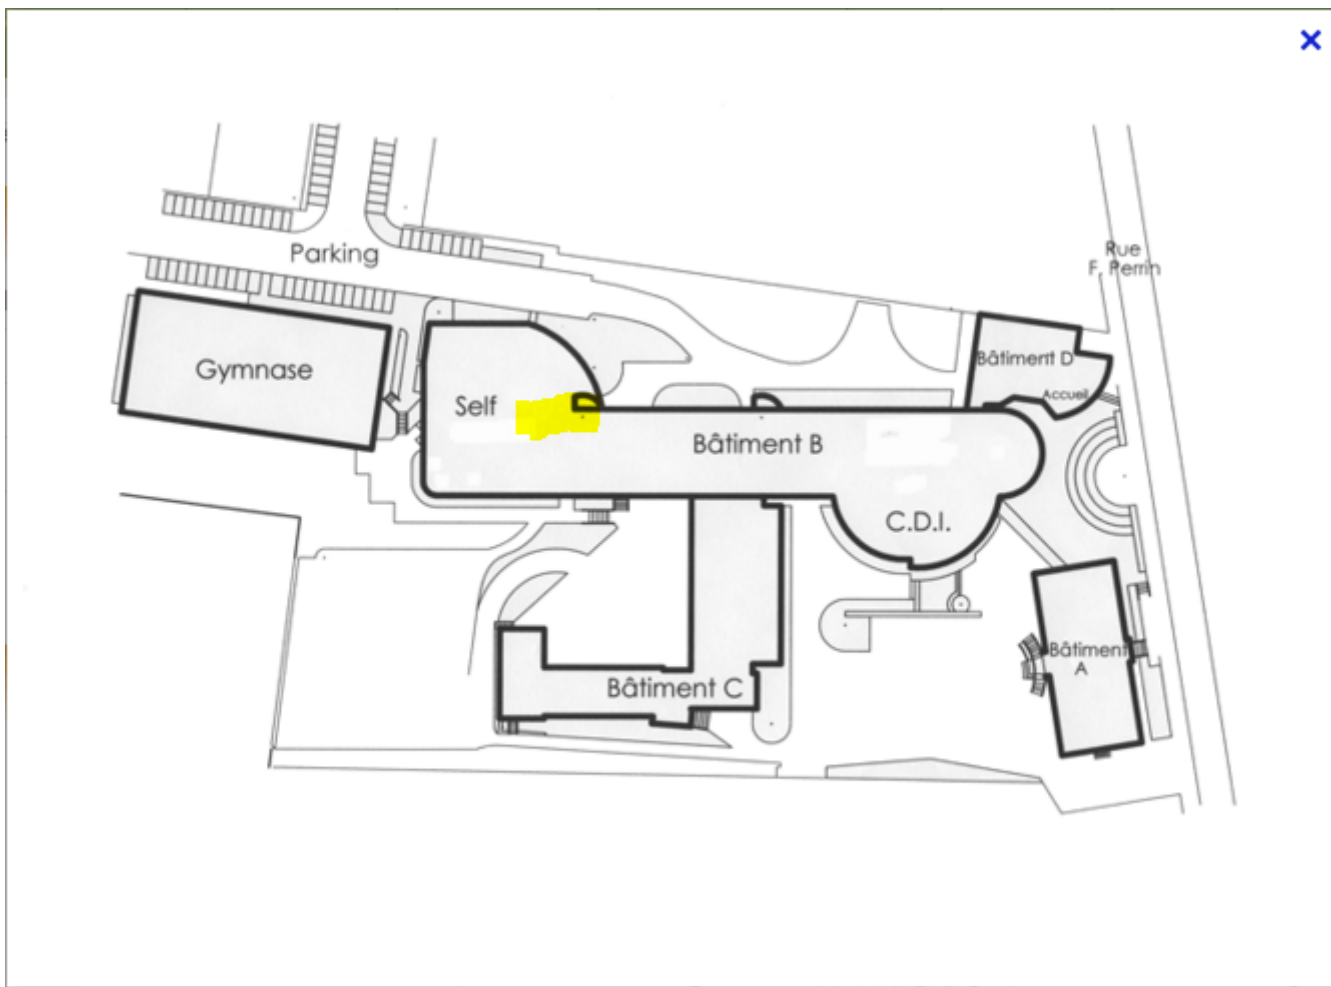 Rue
F. Perrin
Parking
Gymnase
Bâtiment D
Accueil
Self
Bâtiment B
C.D.I.
Bâtiment
A
Bâtiment C